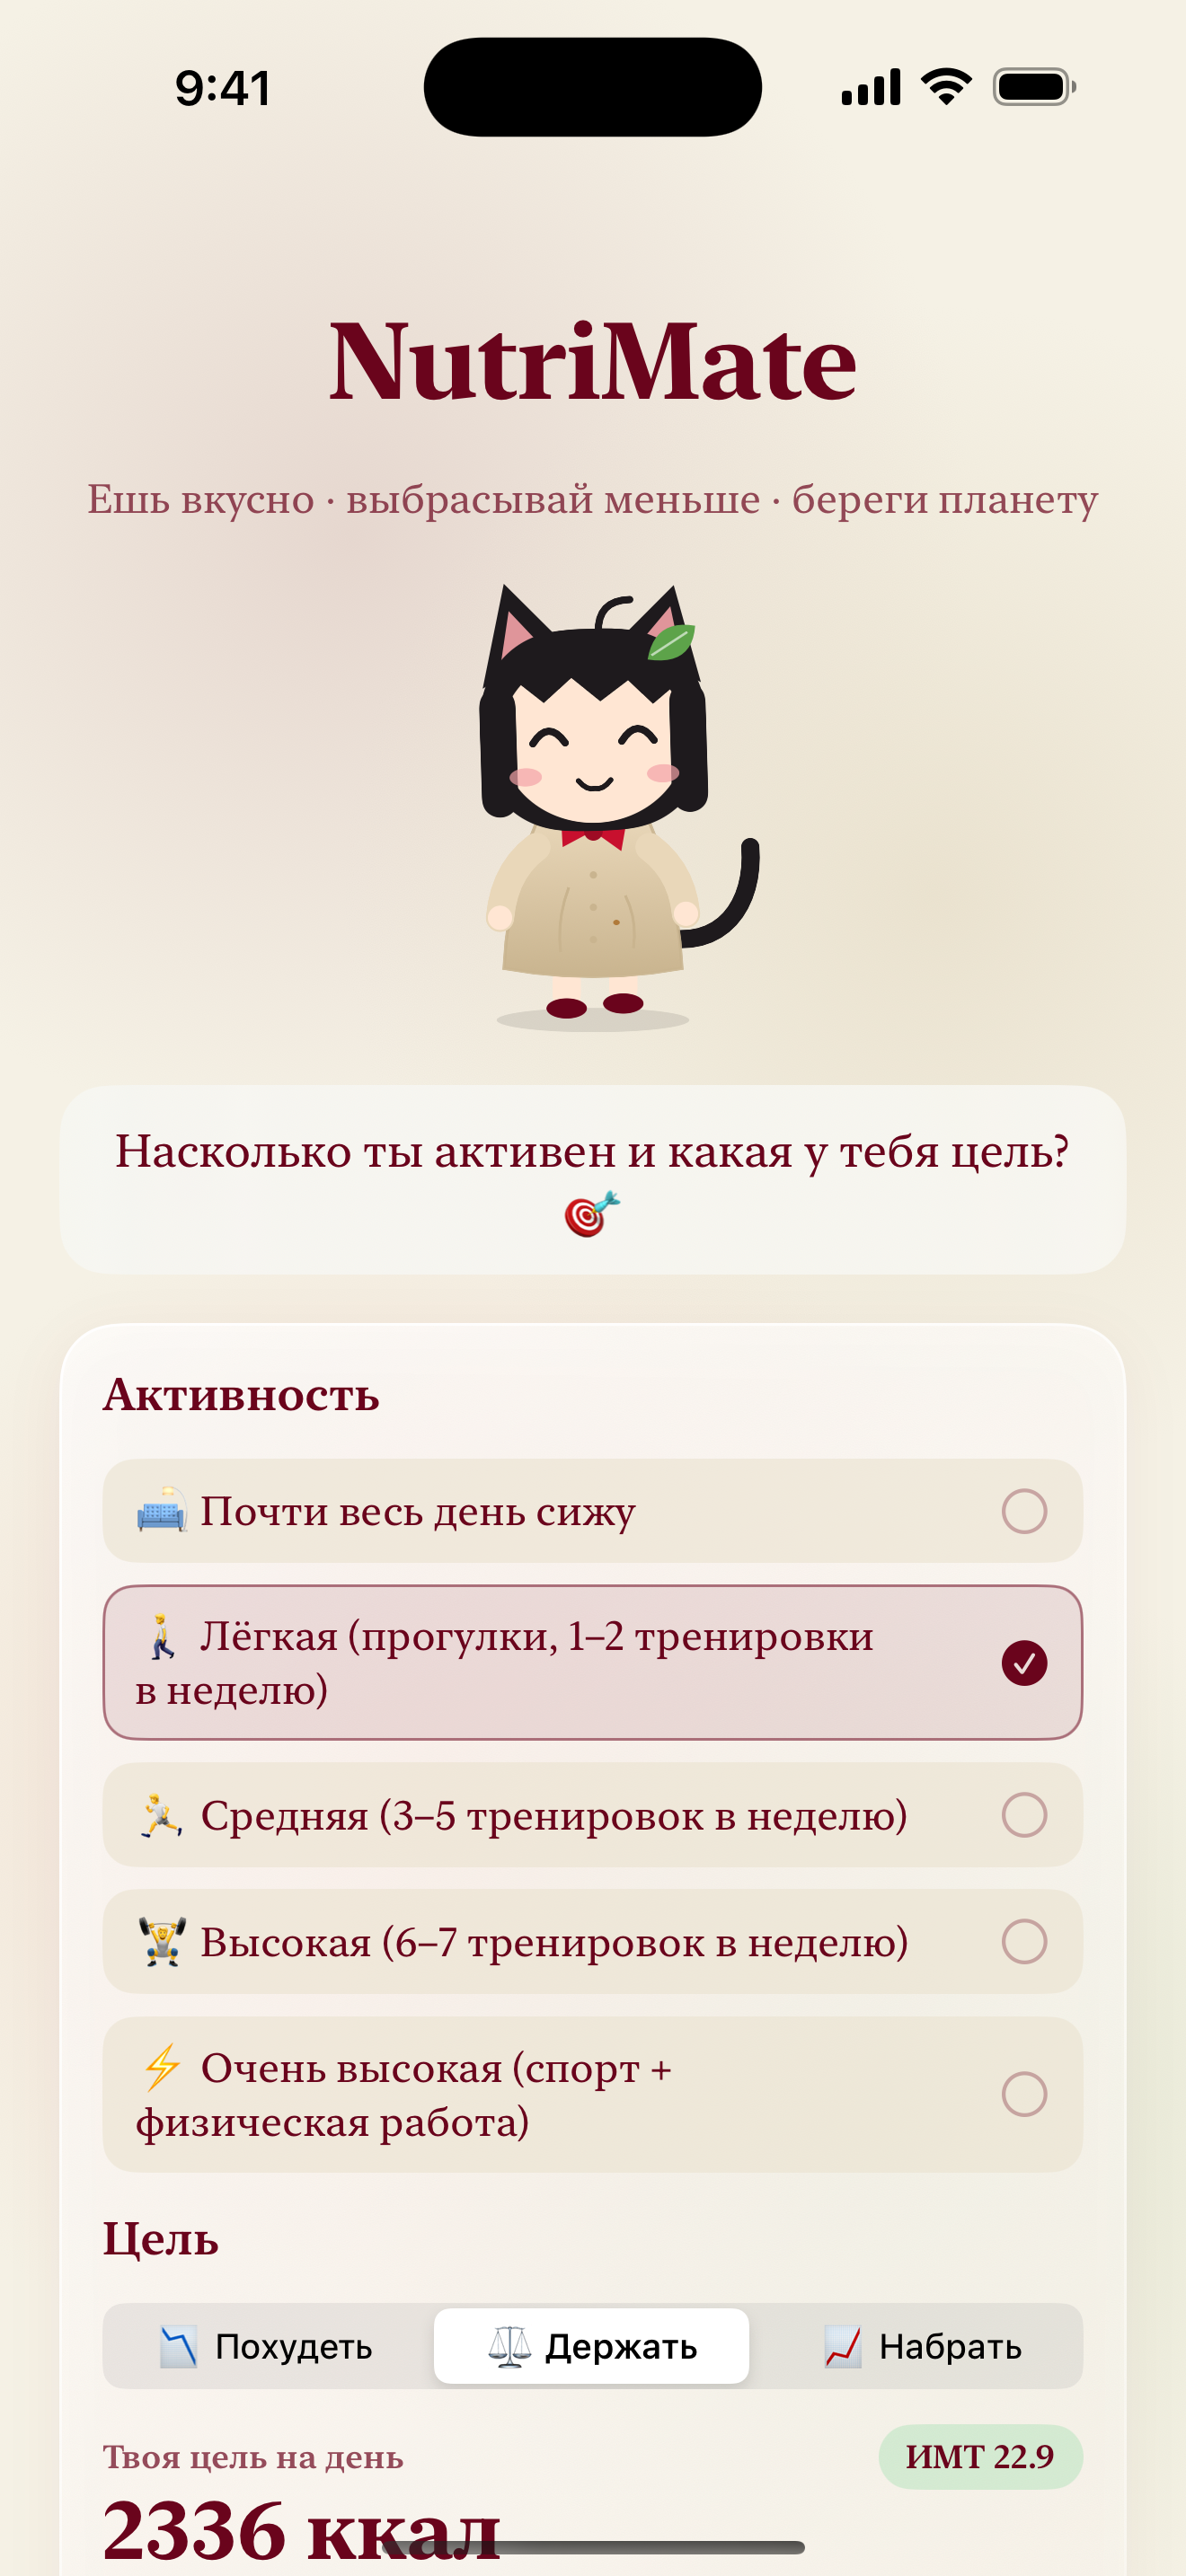 9:41
NutriMate
Ешь вкусно · выбрасывай меньше · береги планету
Насколько ты активен и какая у тебя цель?
🎯
Активность
🛋️ Почти весь день сижу
🚶 Лёгкая (прогулки, 1–2 тренировки
в неделю)
🏃 Средняя (3–5 тренировок в неделю)
🏋️ Высокая (6–7 тренировок в неделю)
⚡ Очень высокая (спорт +
физическая работа)
Цель
📉 Похудеть
⚖️ Держать
📈 Набрать
Твоя цель на день
ИМТ 22.9
2336 ккал